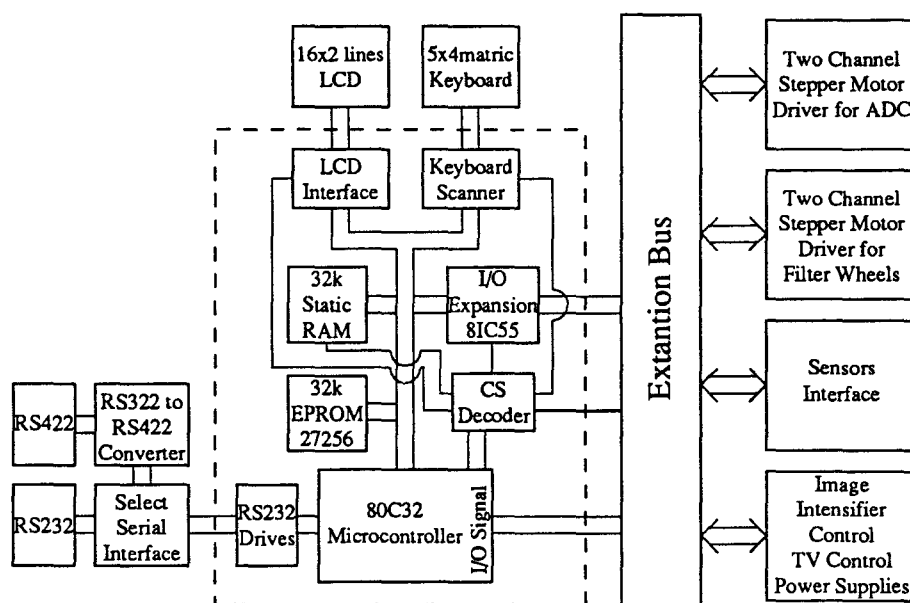 16x2 lines
LCD
5x4matric
Keyboard
Two Channel
Stepper Motor
Driver for ADC
LCD
Interface
Keyboard
Scanner
Two Channel
Stepper Motor
Driver for
Filter Wheels
32k
Static
RAM
I/O
Expansion
8IC55
Extantion Bus
Sensors
Interface
32k
EPROM
27256
CS
Decoder
RS422
RS322 to
RS422
Converter
RS232
Select
Serial
Interface
RS232
Drives
80C32
Microcontroller
I/O Signal
Image
Intensifier
Control
TV Control
Power Supplies